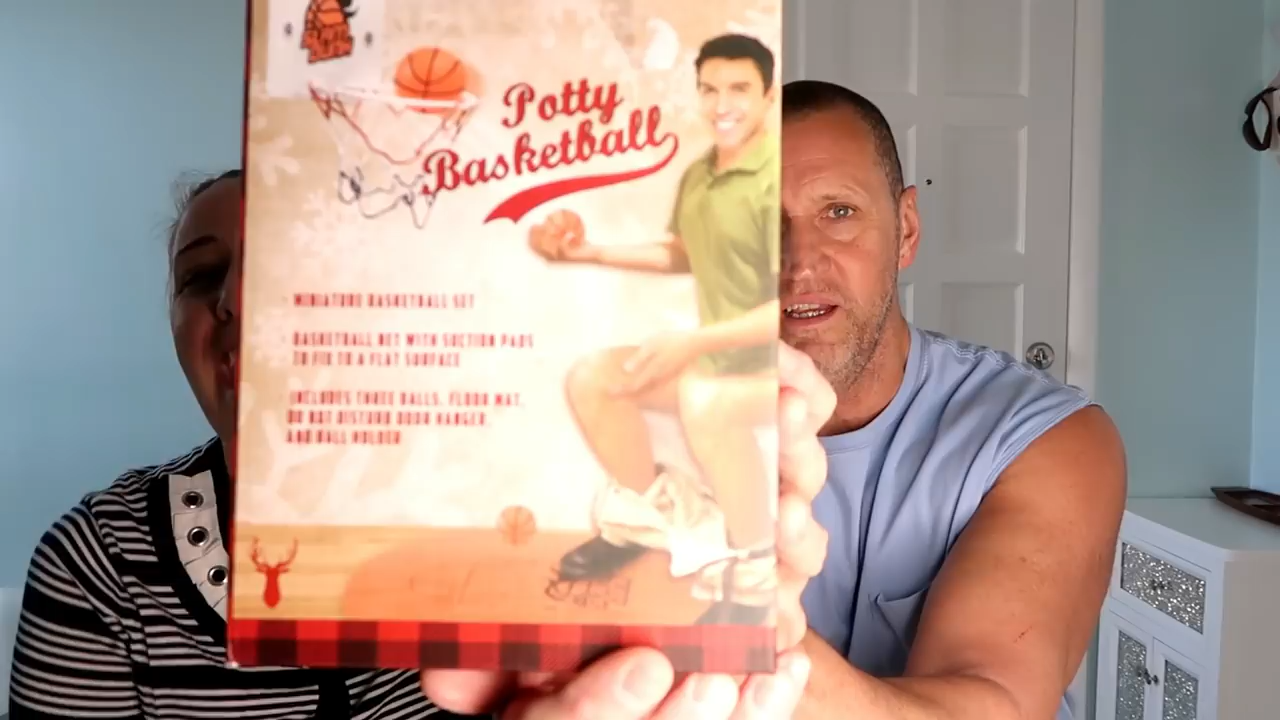 Potty
Basketball
MINIATURE BASKETBALL SET
BASKETBALL NET WITH SUCTION PADS
TO FIX TO A FLAT SURFACE
INCLUDES THREE BALLS, FLOOR MAT,
DO NOT DISTURB DOOR HANGER,
AND BALL HOLDER